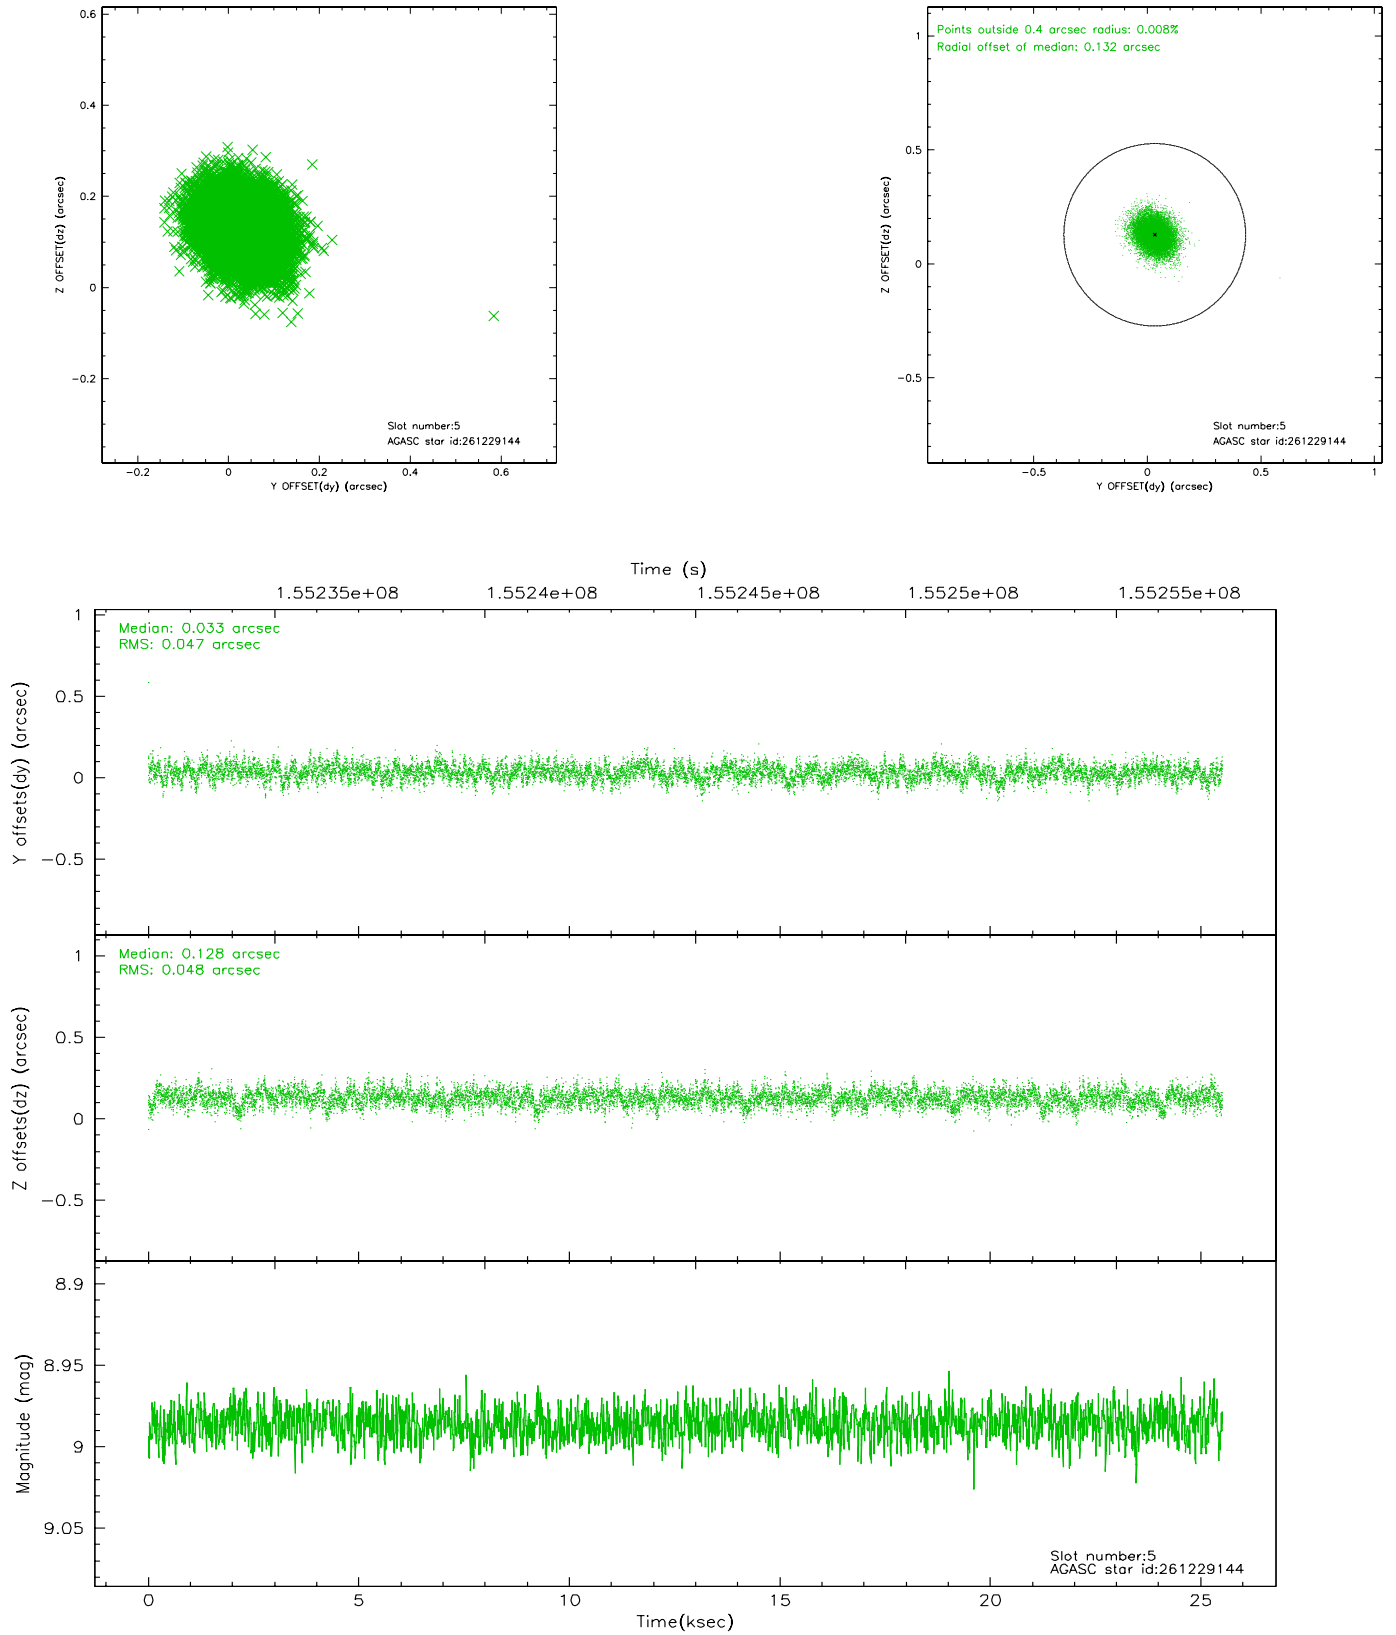 0.6
0.4
0.2
0
−0.2
Z OFFSET(dz) (arcsec)
Slot number:5
AGASC star id:261229144
−0.2 0 0.2 0.4 0.6
Y OFFSET(dy) (arcsec)
Points outside 0.4 arcsec radius: 0.008%
Radial offset of median: 0.132 arcsec
1
0.5
0
−0.5
Z OFFSET(dz) (arcsec)
Slot number:5
AGASC star id:261229144
−0.5 0 0.5 1
Y OFFSET(dy) (arcsec)
Time (s)
1.55235e+08 1.5524e+08 1.55245e+08 1.5525e+08 1.55255e+08
Median: 0.033 arcsec
RMS: 0.047 arcsec
1
0.5
0
−0.5
Y offsets(dy) (arcsec)
Median: 0.128 arcsec
RMS: 0.048 arcsec
1
0.5
0
−0.5
Z offsets(dz) (arcsec)
8.9
8.95
9
9.05
Magnitude (mag)
Slot number:5
AGASC star id:261229144
0 5 10 15 20 25
Time(ksec)